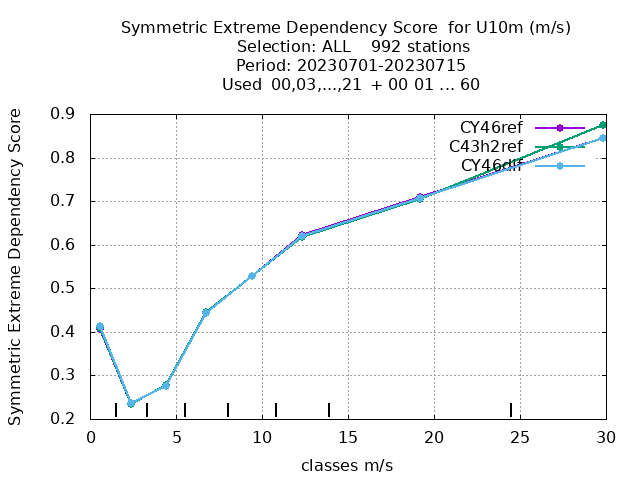 Symmetric Extreme Dependency Score  for U10m (m/s)
Selection: ALL    992 stations
Period: 20230701-20230715
Used  00,03,...,21  + 00 01 ... 60
Symmetric Extreme Dependency Score
0.9
0.8
0.7
0.6
0.5
0.4
0.3
0.2
CY46ref
C43h2ref
CY46dif
0 5 10 15 20 25 30
classes m/s